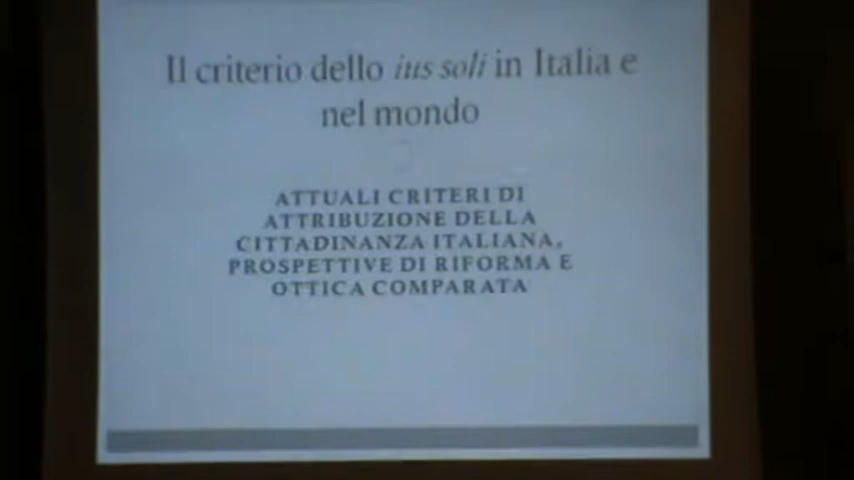 Il criterio dello ius soli in Italia e
nel mondo
ATTUALI CRITERI DI
ATTRIBUZIONE DELLA
CITTADINANZA ITALIANA,
PROSPETTIVE DI RIFORMA E
OTTICA COMPARATA